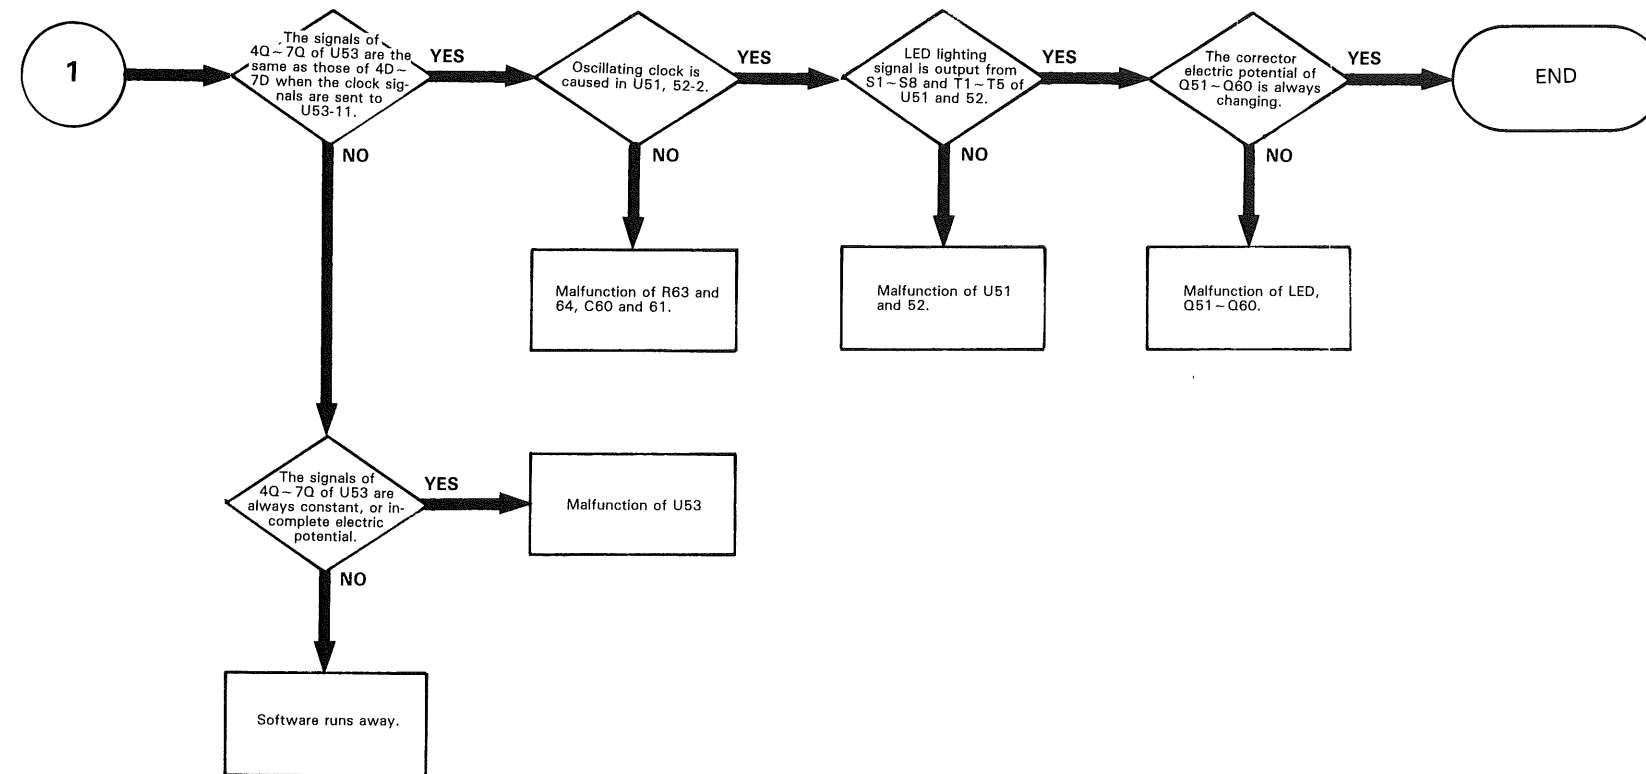 1
The signals of
4Q~7Q of U53 are the
same as those of 4D~
7D when the clock sig-
nals are sent to
U53-11.
YES
NO
Oscillating clock is
caused in U51, 52-2.
YES
NO
LED lighting
signal is output from
S1~S8 and T1~T5 of
U51 and 52.
YES
NO
The corrector
electric potential of
Q51~Q60 is always
changing.
YES
NO
END
Malfunction of R63 and
64, C60 and 61.
Malfunction of U51
and 52.
Malfunction of LED,
Q51~Q60.
The signals of
4Q~7Q of U53 are
always constant, or in-
complete electric
potential.
YES
NO
Malfunction of U53
Software runs away.